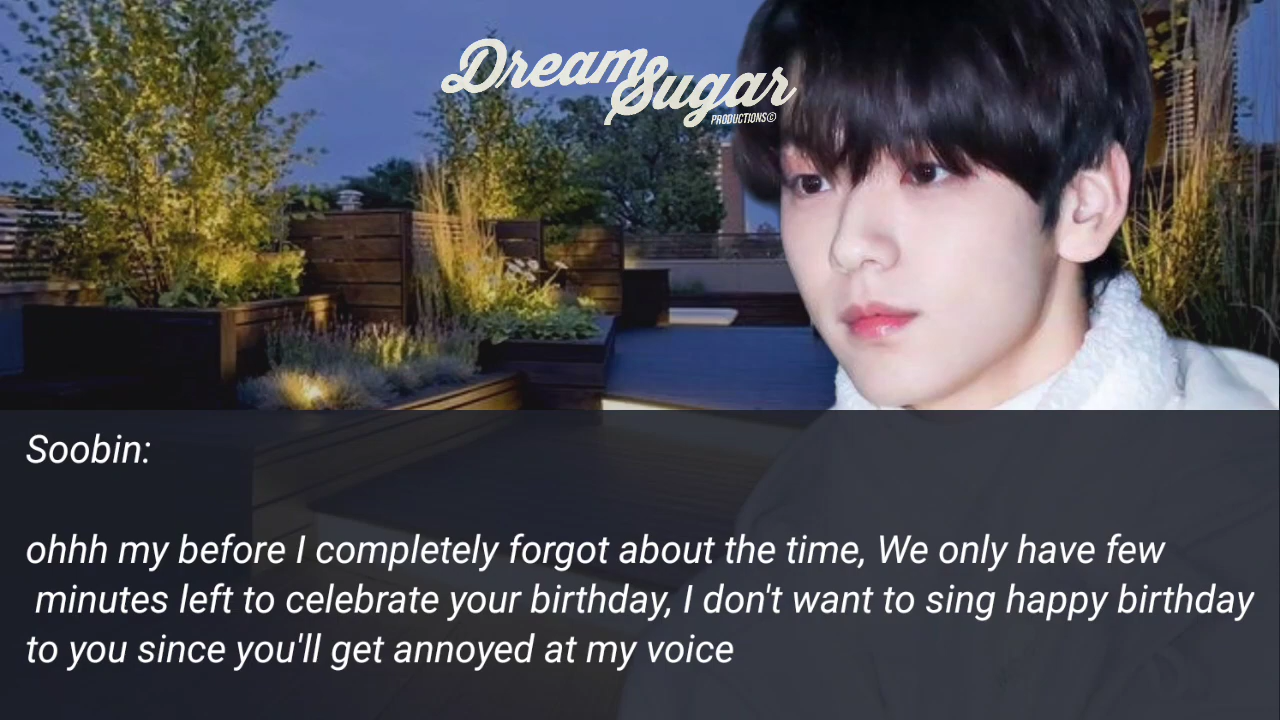 Dream
Sugar
PRODUCTIONS©
Soobin:
ohhh my before I completely forgot about the time, We only have few
minutes left to celebrate your birthday, I don't want to sing happy birthday
to you since you'll get annoyed at my voice